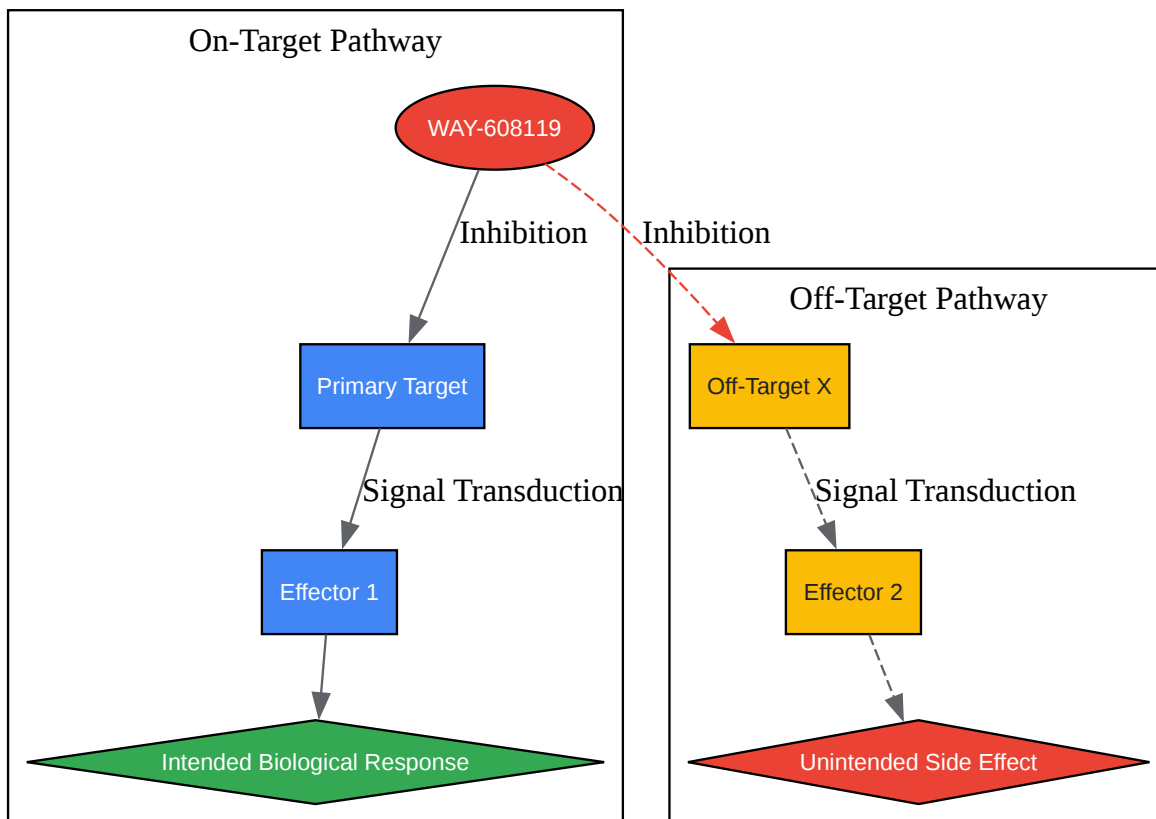 On-Target Pathway
WAY-608119
Inhibition
Inhibition
Off-Target Pathway
Primary Target
Off-Target X
Signal Transduction
Signal Transduction
Effector 1
Effector 2
Intended Biological Response
Unintended Side Effect